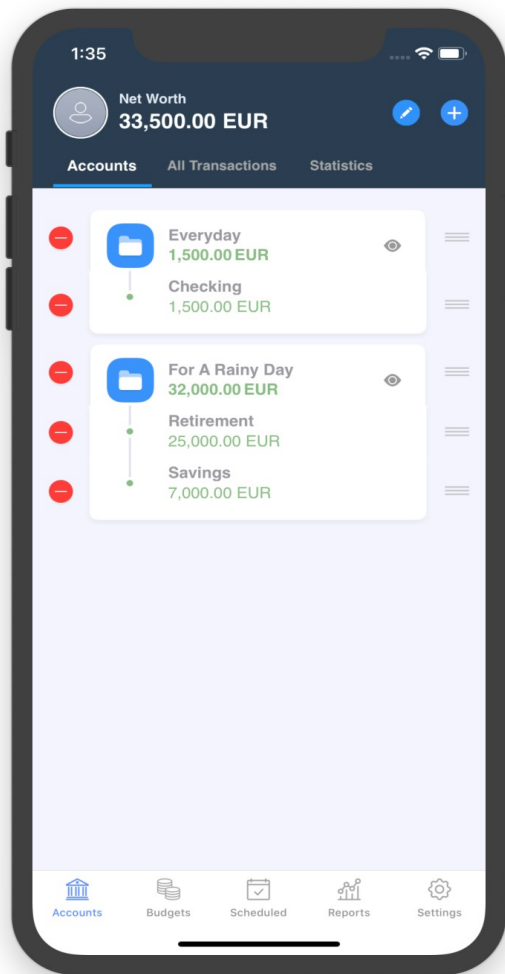 1:35
Net Worth
33,500.00 EUR
Accounts All Transactions Statistics
Everyday
1,500.00 EUR
Checking
1,500.00 EUR
For A Rainy Day
32,000.00 EUR
Retirement
25,000.00 EUR
Savings
7,000.00 EUR
Accounts Budgets Scheduled Reports Settings